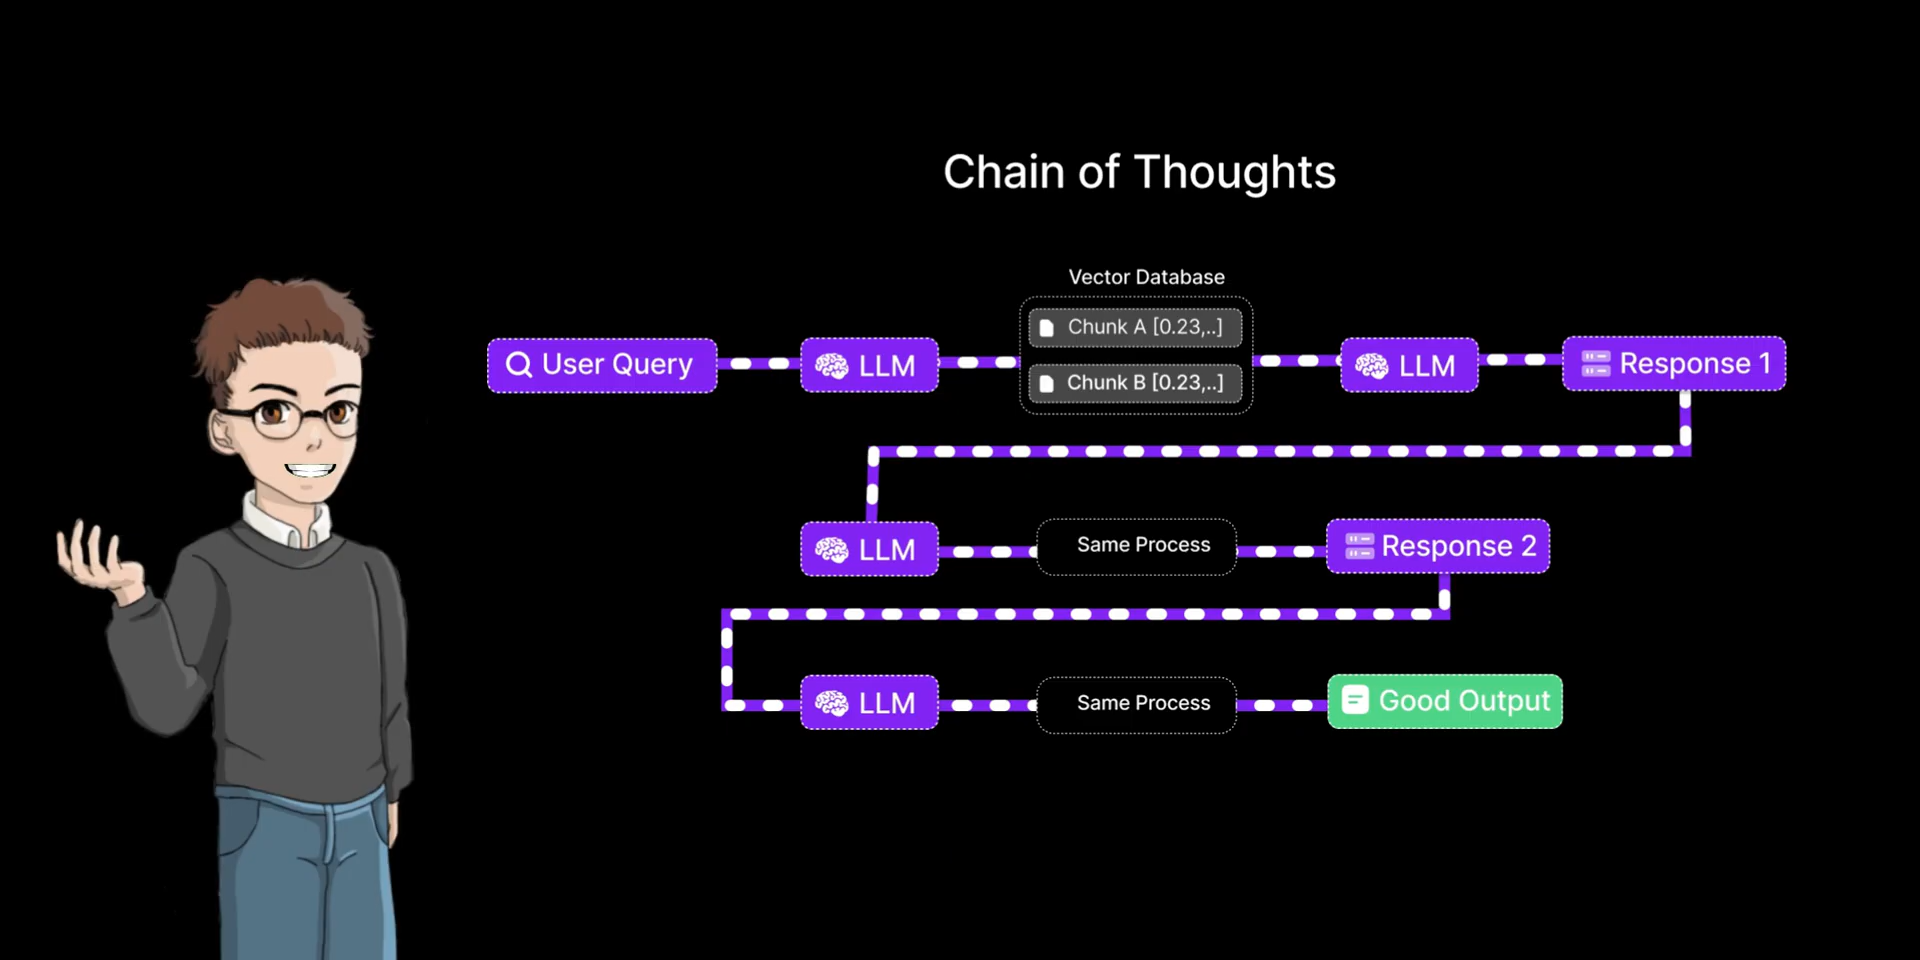 Chain of Thoughts
Vector Database
User Query
LLM
Chunk A [0.23,..]
Chunk B [0.23,..]
LLM
Response 1
LLM
Same Process
Response 2
LLM
Same Process
Good Output